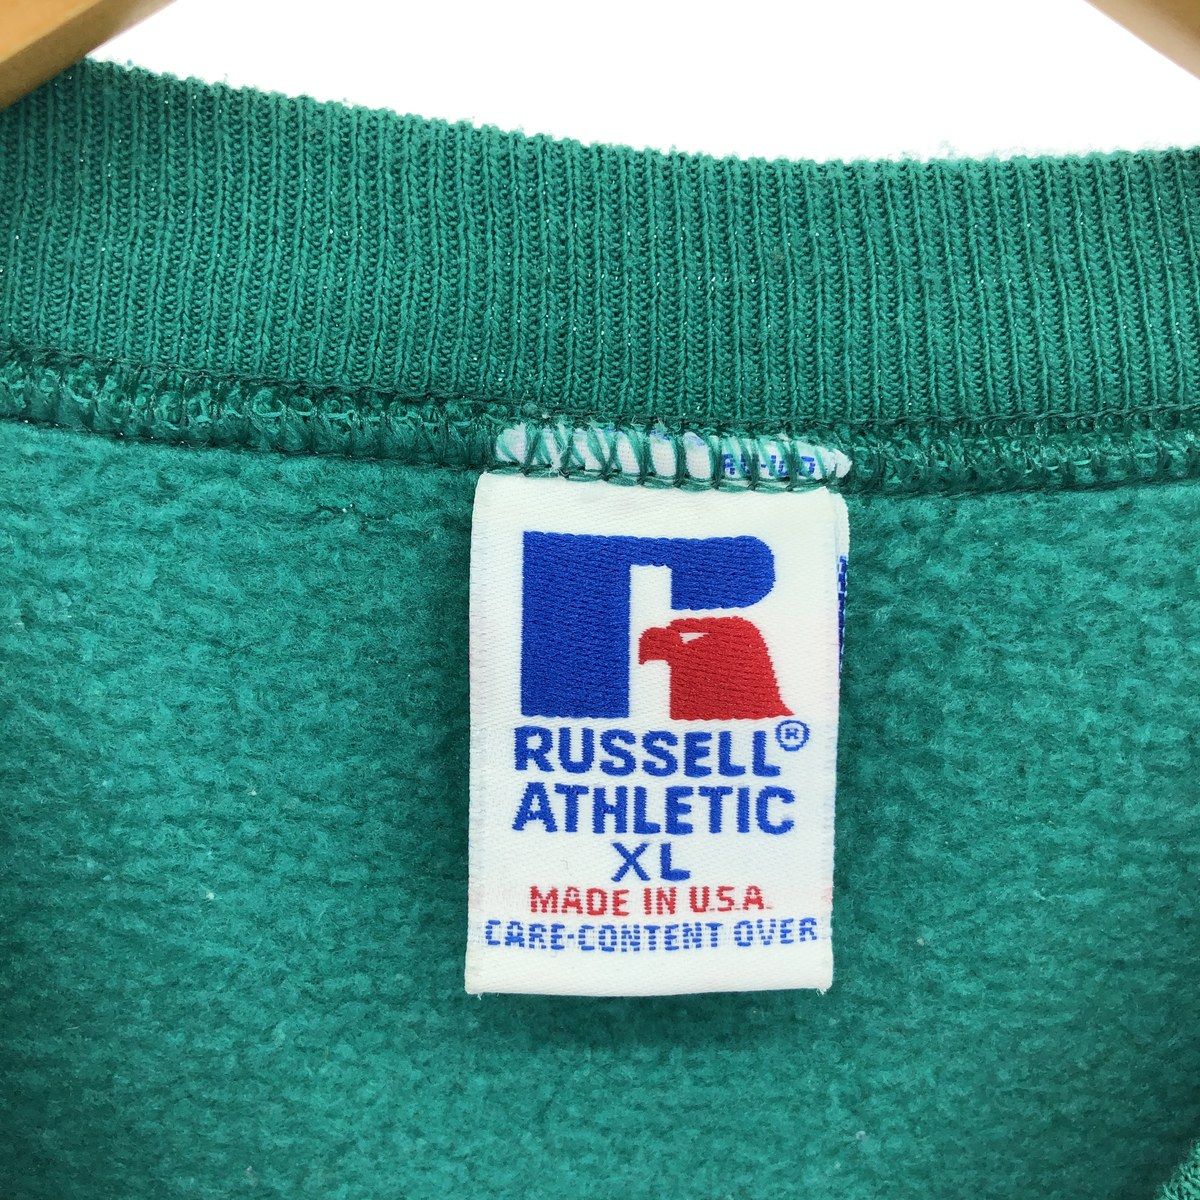 RUSSELL®
ATHLETIC
XL
MADE IN U.S.A.
CARE-CONTENT OVER